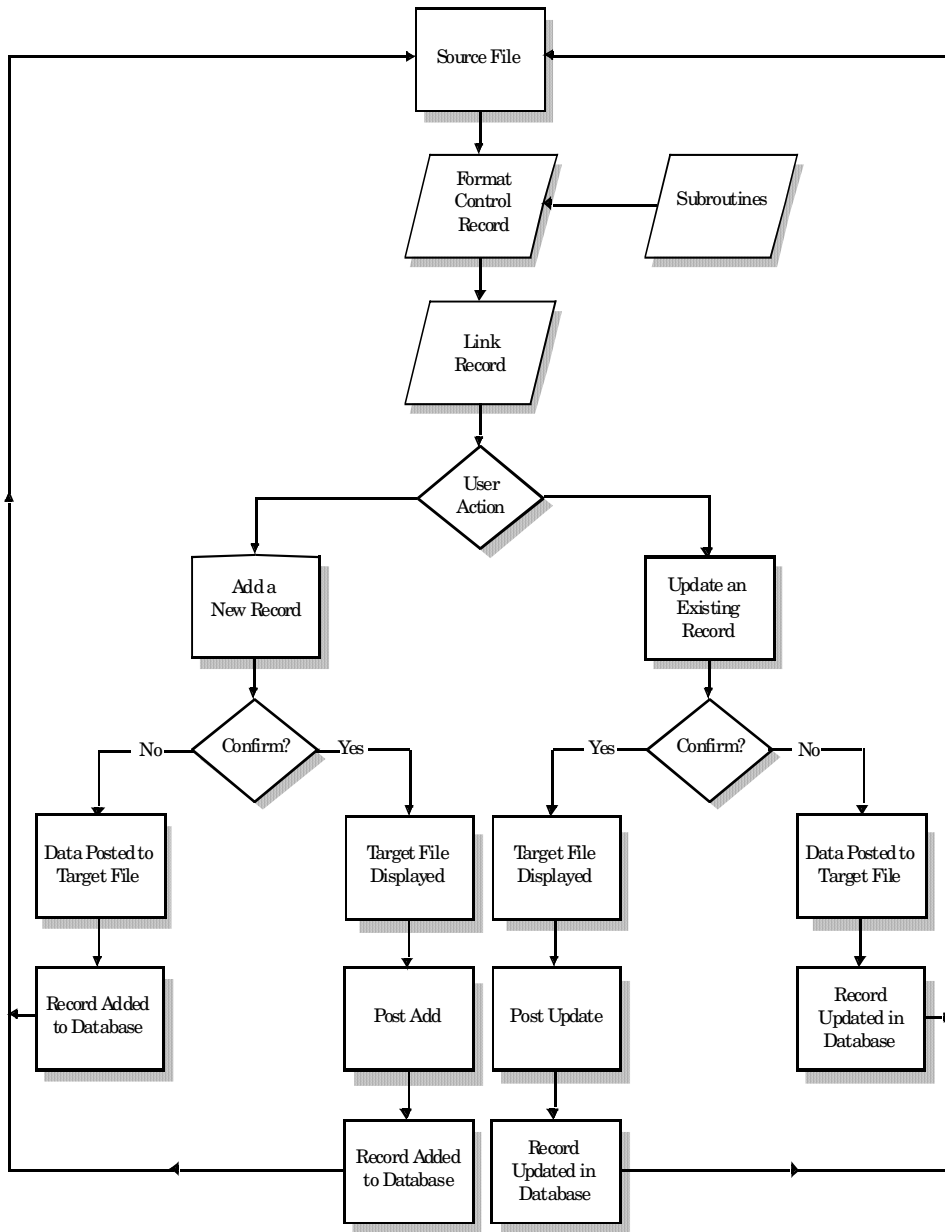 Source File
Format
Control
Record
Subroutines
Link
Record
User
Action
Add a
New Record
Update an
Existing
Record
No
Confirm?
Yes
Yes
Confirm?
No
Data Posted to
Target File
Target File
Displayed
Target File
Displayed
Data Posted to
Target File
Record Added
to Database
Post Add
Post Update
Record
Updated in
Database
Record Added
to Database
Record
Updated in
Database